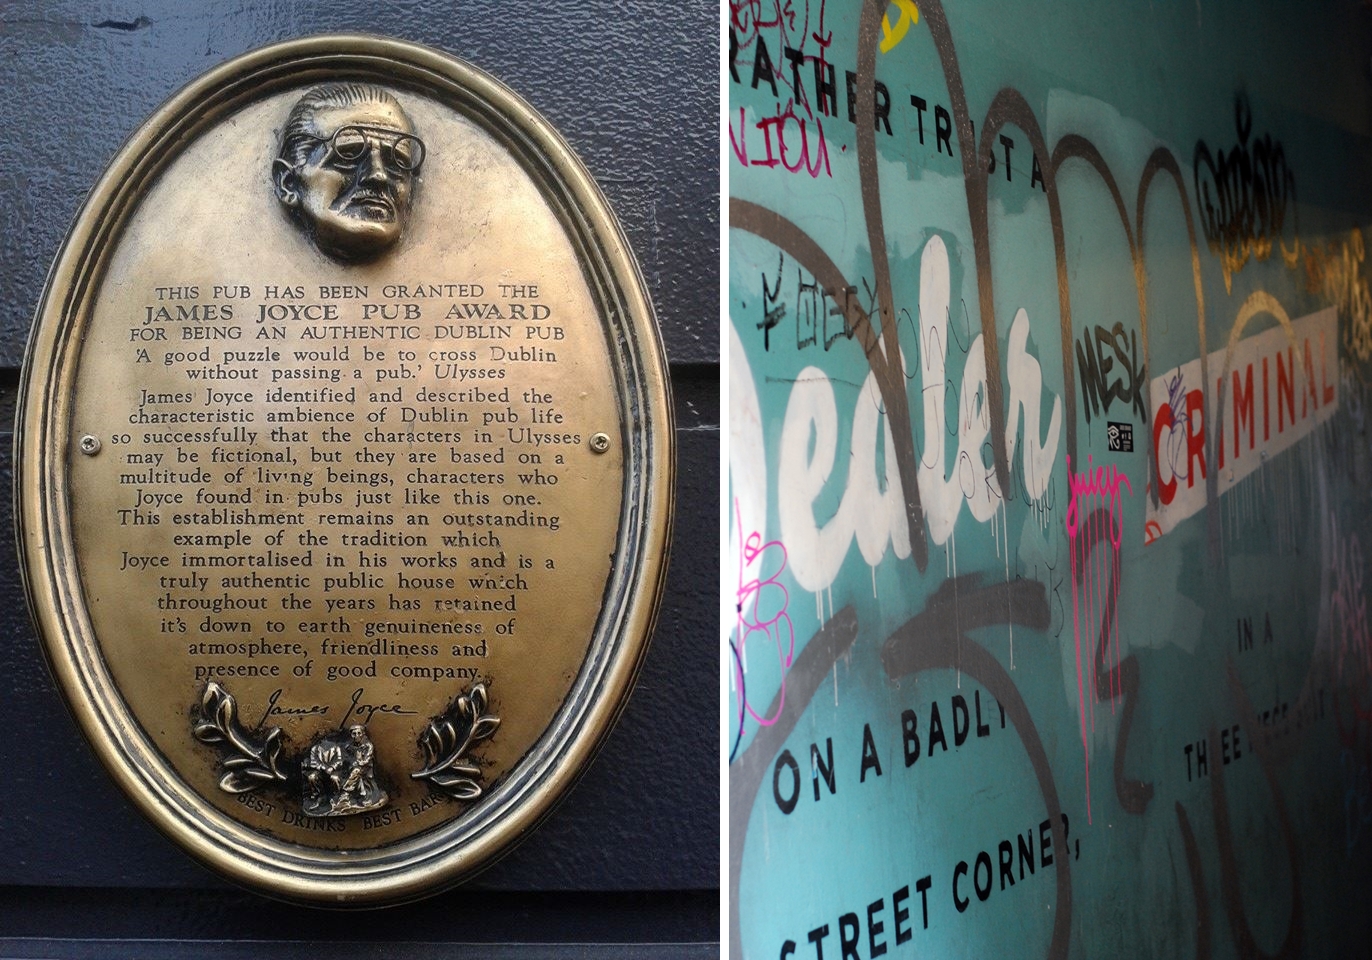 THIS PUB HAS BEEN GRANTED THE
JAMES JOYCE PUB AWARD
FOR BEING AN AUTHENTIC DUBLIN PUB
'A good puzzle would be to cross Dublin
without passing a pub.' Ulysses
James Joyce identified and described the
characteristic ambience of Dublin pub life
so successfully that the characters in Ulysses
may be fictional, but they are based on a
multitude of living beings, characters who
Joyce found in pubs just like this one.
This establishment remains an outstanding
example of the tradition which
Joyce immortalised in his works and is a
truly authentic public house which
throughout the years has retained
it's down to earth genuineness of
atmosphere, friendliness and
presence of good company.
James Joyce
BEST DRINKS BEST BAR
RATHER TRUST A
ealer
MESK
CRIMINAL
juicy
ON A BADLY
STREET CORNER,
IN A
THREE PIECE SUIT